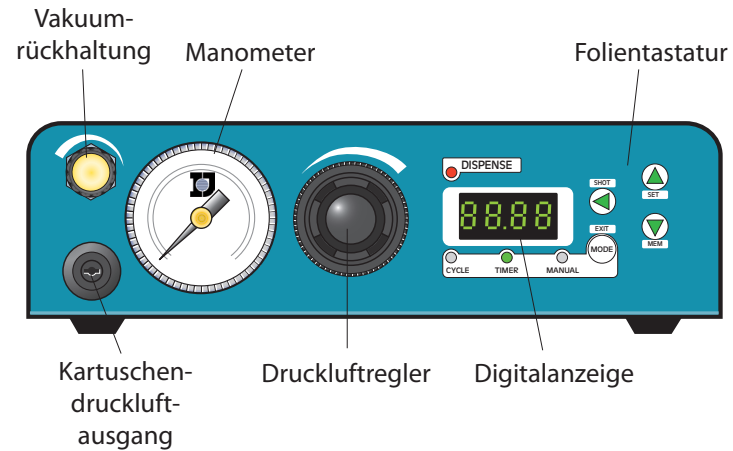 Vakuum-
rückhaltung
Manometer
Folientastatur
DISPENSE
SHOT
SET
88.88
EXIT
MODE
MEM
CYCLE
TIMER
MANUAL
Kartuschen-
druckluft-
ausgang
Druckluftregler
Digitalanzeige